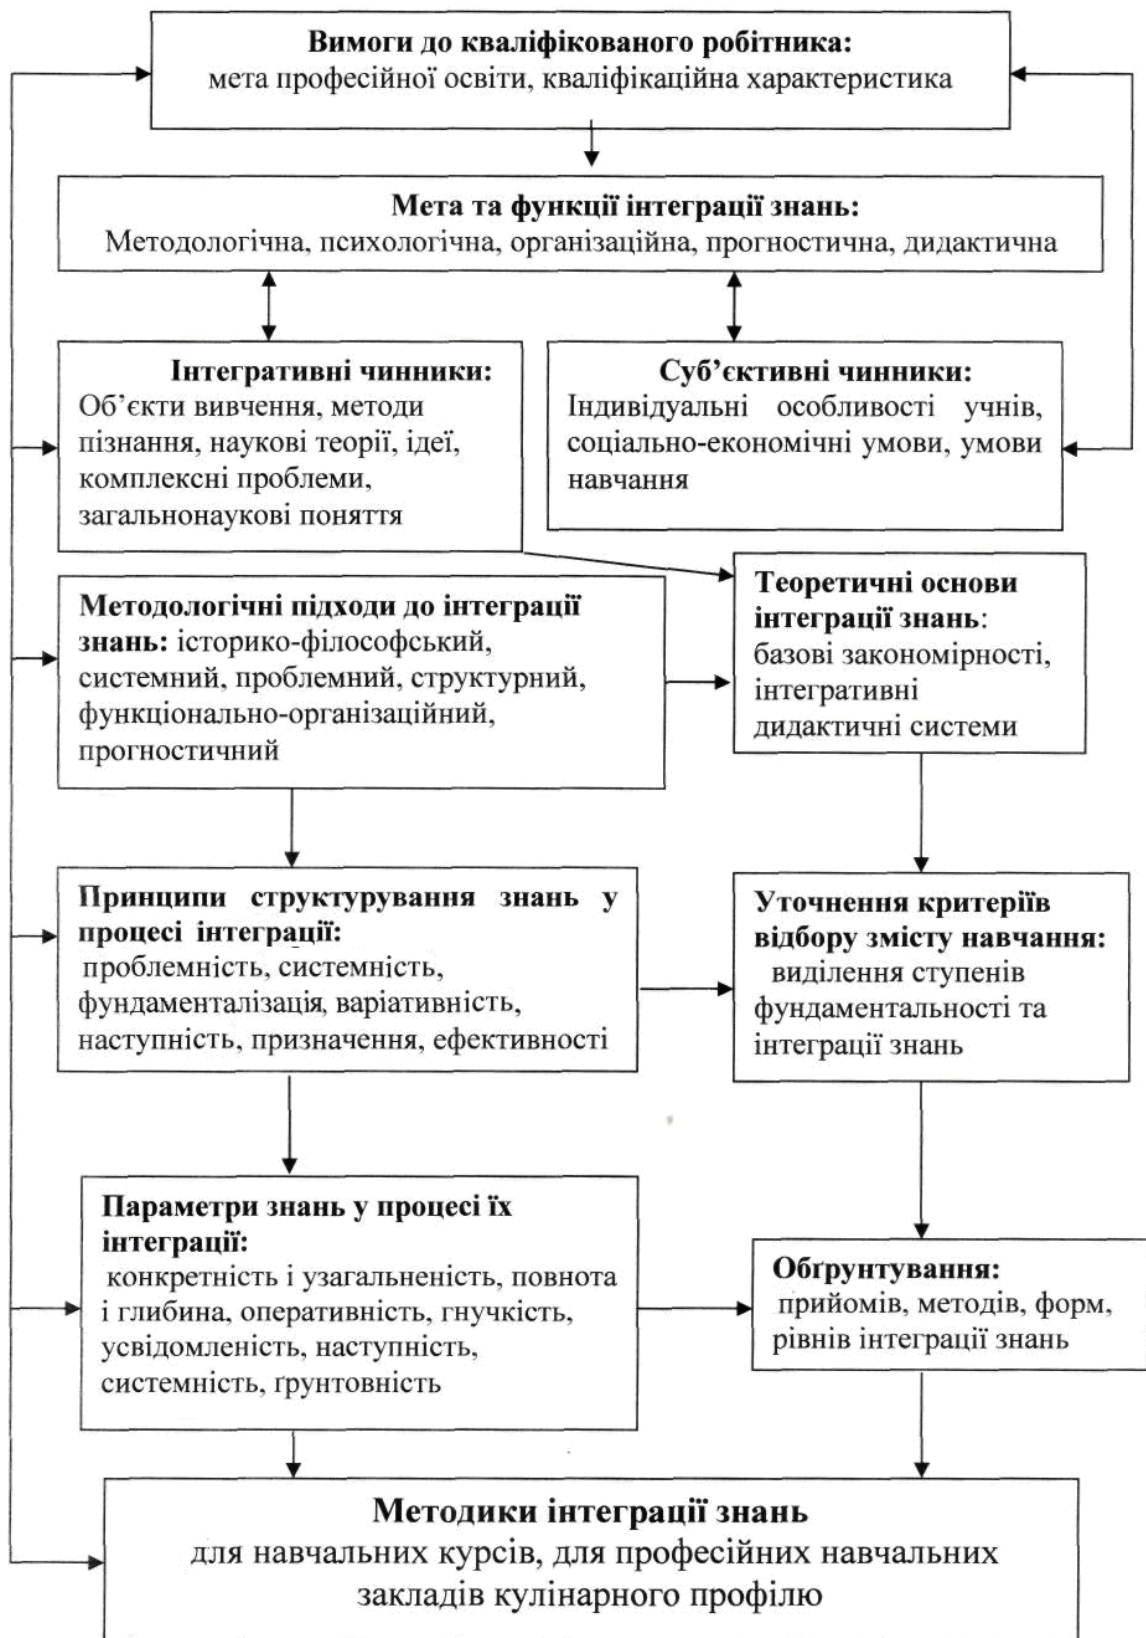 Вимоги до кваліфікованого робітника:
мета професійної освіти, кваліфікаційна характеристика
Мета та функції інтеграції знань:
Методологічна, психологічна, організаційна, прогностична, дидактична
Інтегративні чинники:
Об’єкти вивчення, методи
пізнання, наукові теорії, ідеї,
комплексні проблеми,
загальнонаукові поняття
Суб’єктивні чинники:
Індивідуальні особливості учнів,
соціально-економічні умови, умови
навчання
Методологічні підходи до інтеграції
знань: історико-філософський,
системний, проблемний, структурний,
функціонально-організаційний,
прогностичний
Теоретичні основи
інтеграції знань:
базові закономірності,
інтегративні
дидактичні системи
Принципи структурування знань у
процесі інтеграції:
проблемність, системність,
фундаменталізація, варіативність,
наступність, призначення, ефективності
Уточнення критеріїв
відбору змісту навчання:
виділення ступенів
фундаментальності та
інтеграції знань
Параметри знань у процесі їх
інтеграції:
конкретність і узагальненість, повнота
і глибина, оперативність, гнучкість,
усвідомленість, наступність,
системність, ґрунтовність
Обґрунтування:
прийомів, методів, форм,
рівнів інтеграції знань
Методики інтеграції знань
для навчальних курсів, для професійних навчальних
закладів кулінарного профілю